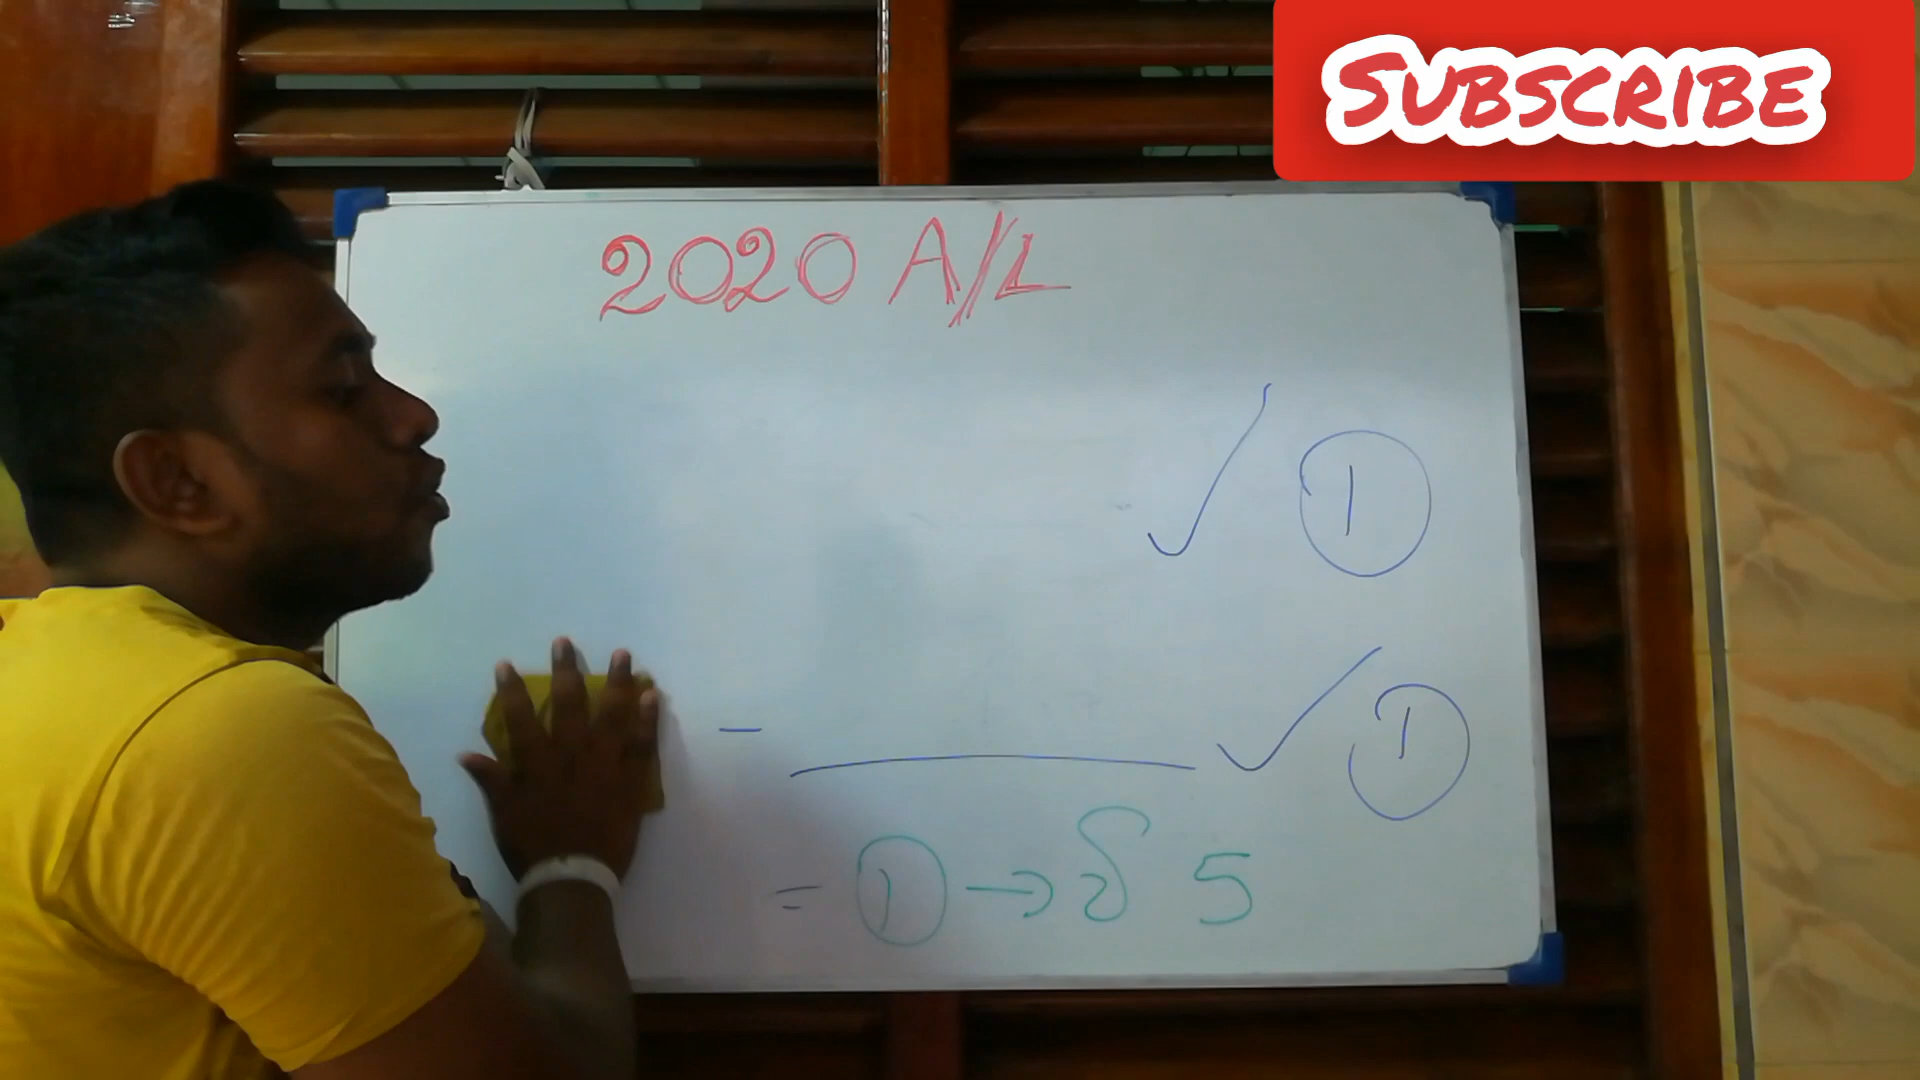 SUBSCRIBE
2020 A/L
✓ 1
- ✓ 1
= 1 → ට 5